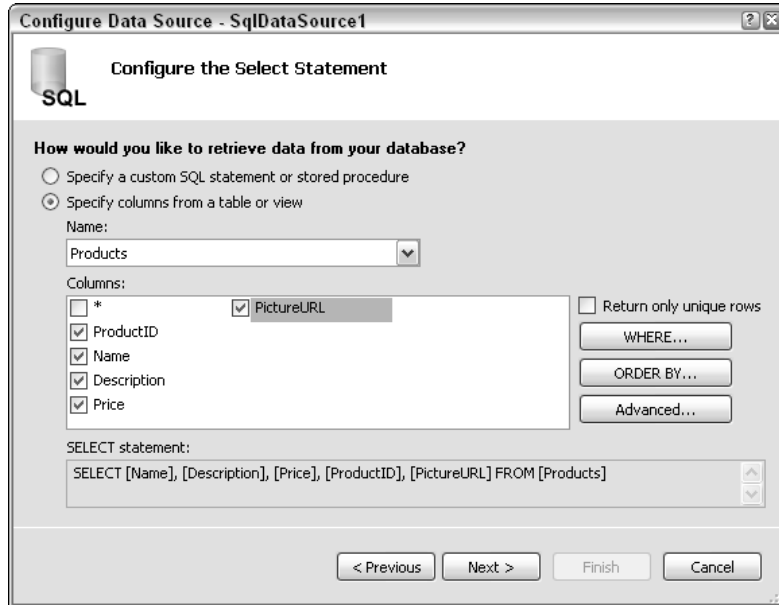 Configure Data Source - SqlDataSource1
SQL
Configure the Select Statement
How would you like to retrieve data from your database?
Specify a custom SQL statement or stored procedure
Specify columns from a table or view
Name:
Products
Columns:
* PictureURL
Return only unique rows
ProductID
Name
Description
Price
WHERE...
ORDER BY...
Advanced...
SELECT statement:
SELECT [Name], [Description], [Price], [ProductID], [PictureURL] FROM [Products]
< Previous Next > Finish Cancel